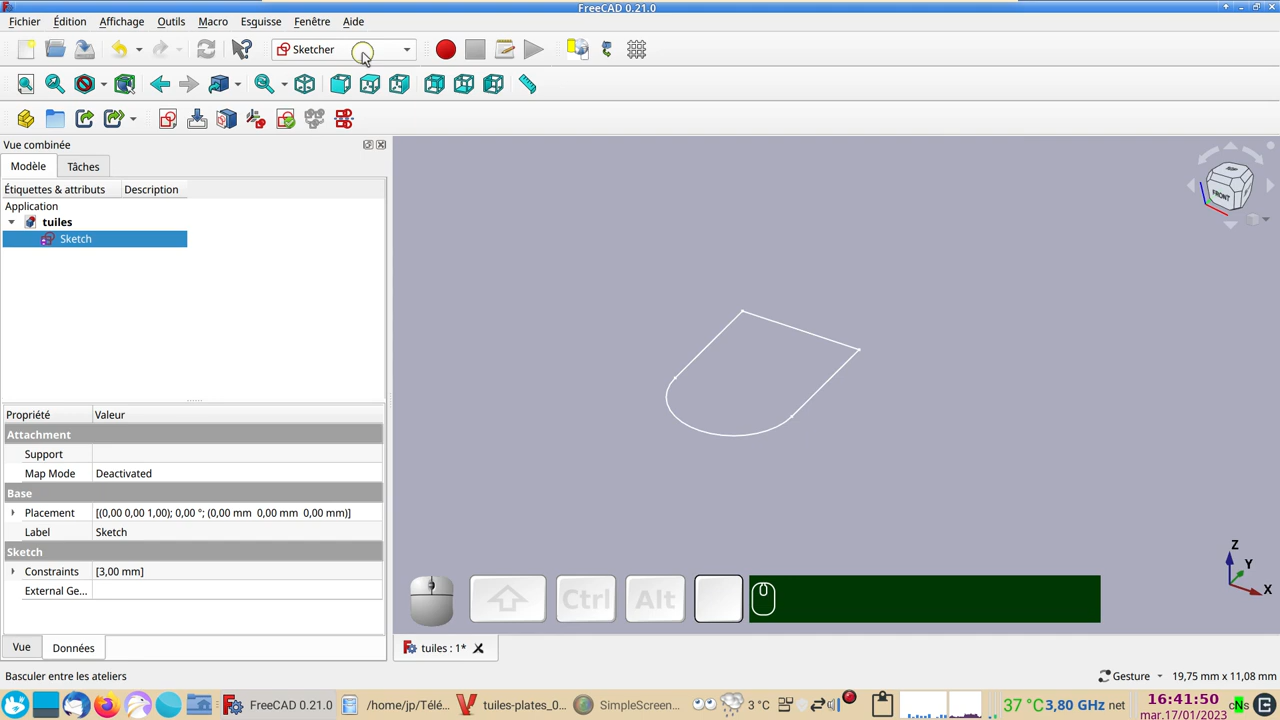 FreeCAD 0.21.0
Fichier Édition Affichage Outils Macro Esguisse Fenêtre Aide
Sketcher
Vue combinée
Modèle Tâches
Étiquettes & attributs Description
Application
tuiles
Sketch
FRONT
Propriété Valeur
Attachment
Support
Map Mode Deactivated
Base
Placement [(0,00 0,00 1,00); 0,00 °; (0,00 mm 0,00 mm 0,00 mm)]
Label Sketch
Sketch
Constraints [3,00 mm]
External Ge...
Z
Y
X
Ctrl Alt
Vue Données
tuiles : 1*
Basculer entre les ateliers
Gesture 19,75 mm x 11,08 mm
FreeCAD 0.21.0 /home/jp/Télé... tuiles-plates_0... SimpleScreen... 3 °C 37 °C 3,80 GHz net 16:41:50 cNs
mar.17/01/2023